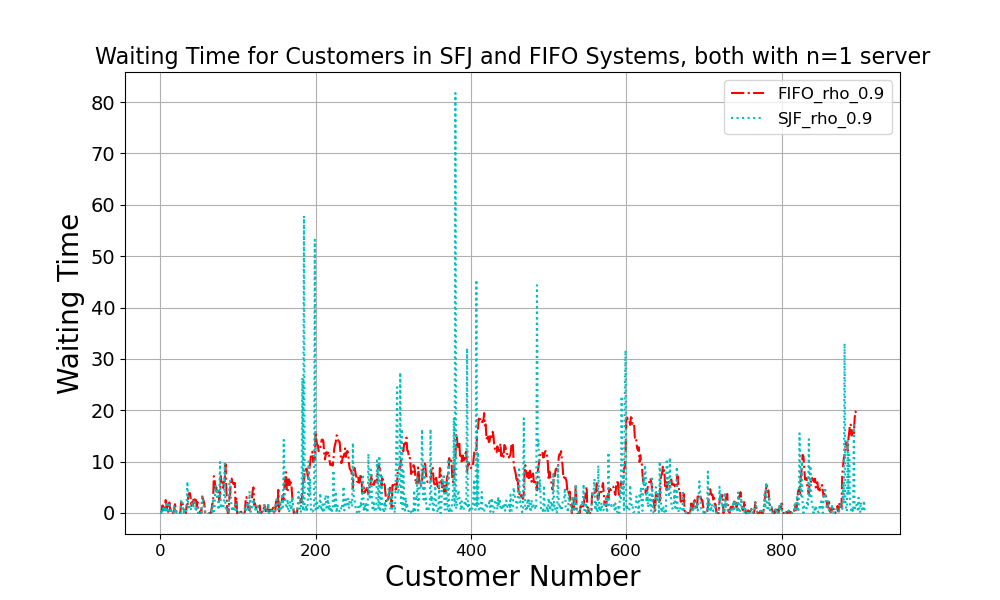 Waiting Time for Customers in SFJ and FIFO Systems, both with n=1 server
FIFO_rho_0.9
SJF_rho_0.9
Waiting Time
80
70
60
50
40
30
20
10
0
0 200 400 600 800
Customer Number